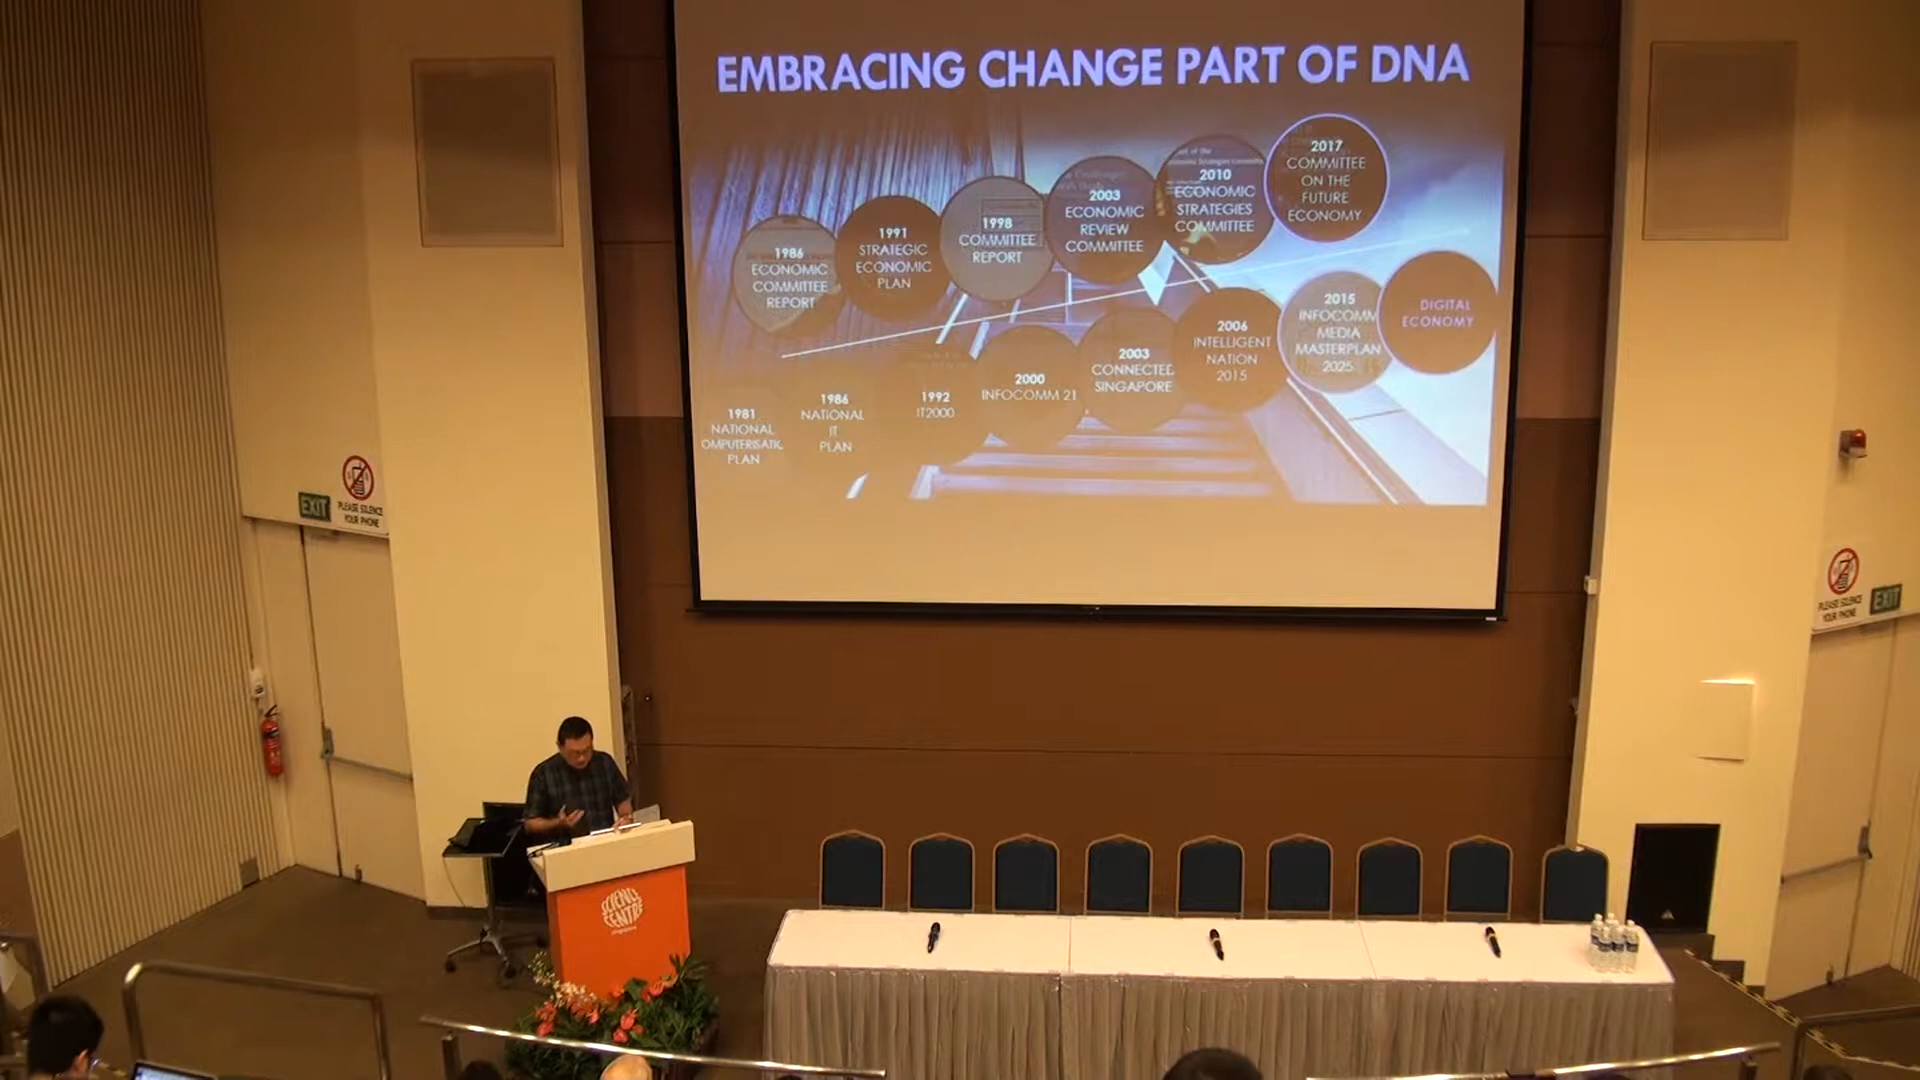 EMBRACING CHANGE PART OF DNA
1986
ECONOMIC
COMMITTEE
REPORT
1991
STRATEGIC
ECONOMIC
PLAN
1998
COMMITTEE
REPORT
2003
ECONOMIC
REVIEW
COMMITTEE
2010
ECONOMIC
STRATEGIES
COMMITTEE
2017
COMMITTEE
ON THE
FUTURE
ECONOMY
1981
NATIONAL
OMPUTERISATIC
PLAN
1986
NATIONAL
IT
PLAN
1992
IT2000
2000
INFOCOMM 21
2003
CONNECTED
SINGAPORE
2006
INTELLIGENT
NATION
2015
2015
INFOCOMM
MEDIA
MASTERPLAN
2025
DIGITAL
ECONOMY
EXIT
PLEASE SILENCE
YOUR PHONE
PLEASE SILENCE
YOUR PHONE
EXIT
SCIENCE
CENTRE